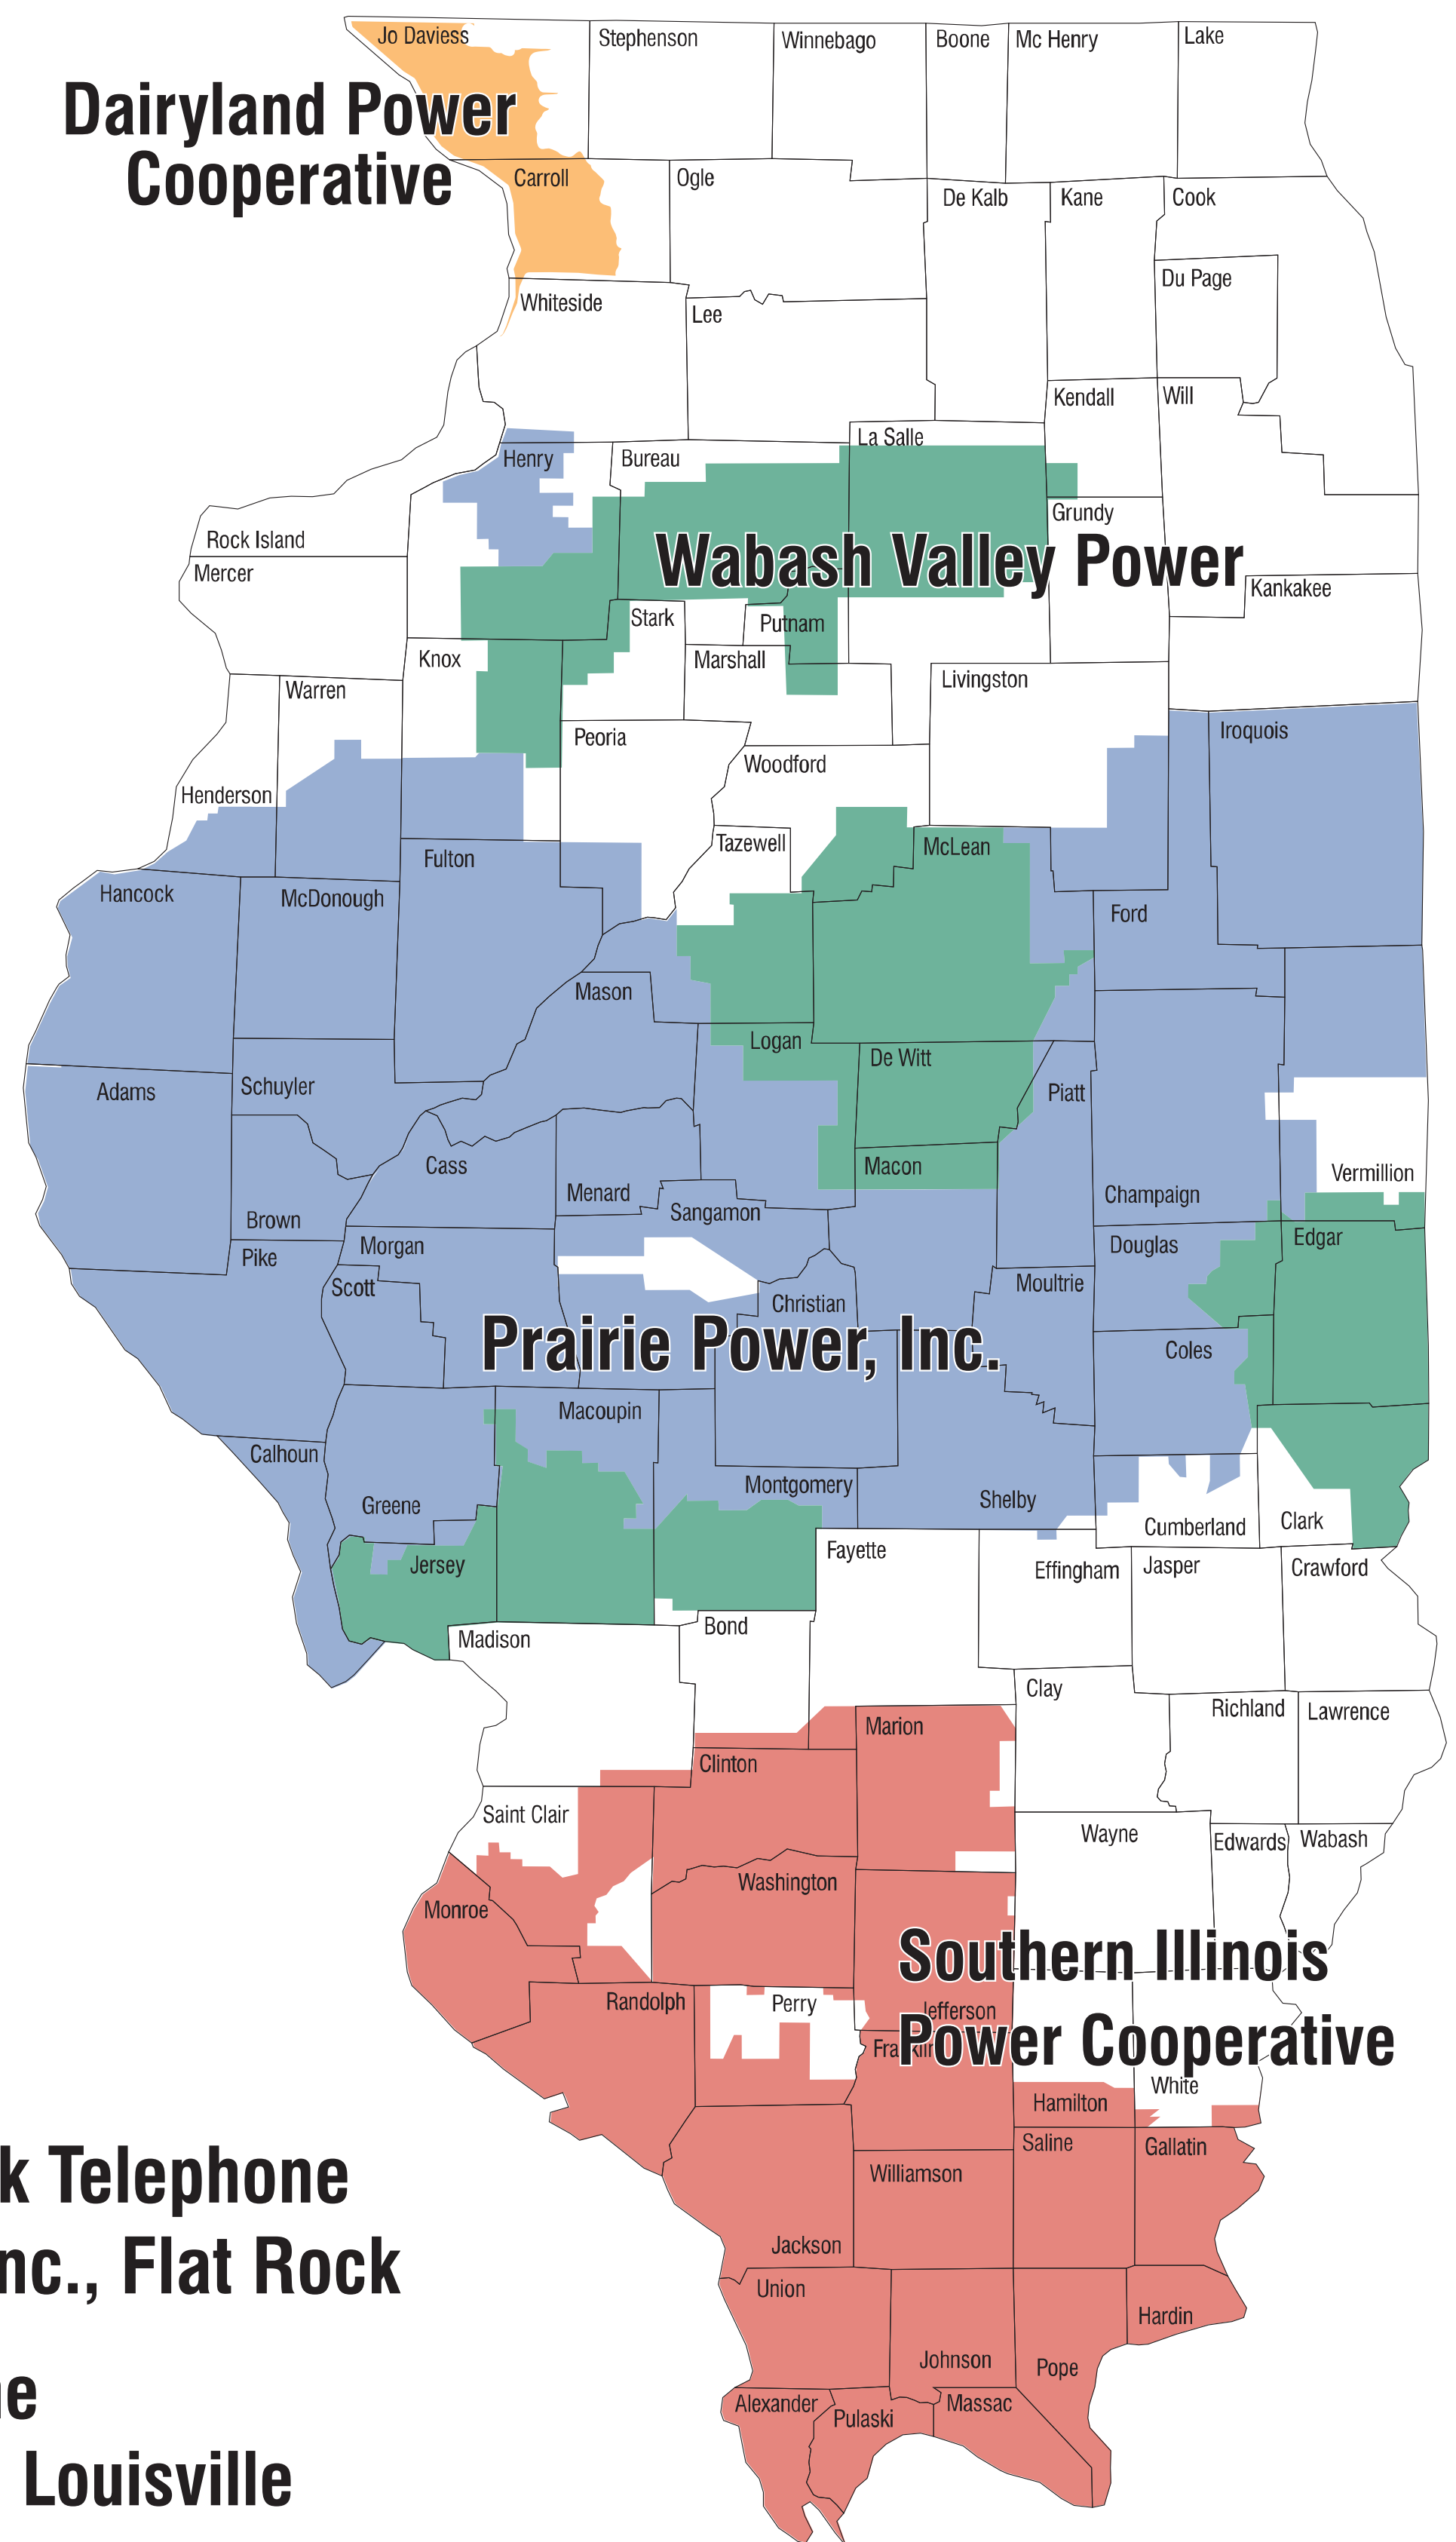 Jo Daviess
Stephenson
Winnebago
Boone
Mc Henry
Lake
Dairyland Power
Cooperative
Carroll
Ogle
De Kalb
Kane
Cook
Du Page
Whiteside
Lee
Kendall
Will
La Salle
Henry
Bureau
Grundy
Rock Island
Wabash Valley Power
Mercer
Kankakee
Stark
Putnam
Knox
Marshall
Livingston
Warren
Peoria
Iroquois
Woodford
Henderson
Tazewell
McLean
Fulton
Hancock
McDonough
Ford
Mason
Logan
De Witt
Adams
Schuyler
Piatt
Cass
Macon
Vermillion
Menard
Champaign
Brown
Sangamon
Pike
Morgan
Douglas
Edgar
Scott
Moultrie
Christian
Prairie Power, Inc.
Coles
Macoupin
Calhoun
Montgomery
Greene
Shelby
Cumberland
Clark
Fayette
Jersey
Effingham
Jasper
Crawford
Madison
Bond
Clay
Richland
Lawrence
Marion
Clinton
Saint Clair
Wayne
Edwards
Wabash
Washington
Monroe
Southern Illinois
Randolph
Perry
Jefferson
Power Cooperative
Franklin
White
Hamilton
Saline
Gallatin
k Telephone
Williamson
nc., Flat Rock
Jackson
Union
Hardin
Johnson
Pope
e
Alexander
Pulaski
Massac
Louisville